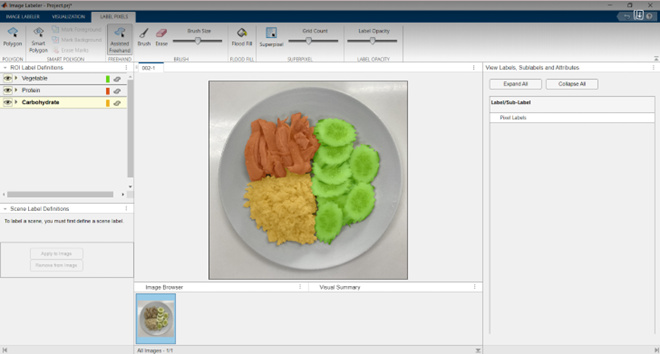 Image Labeler - Project.prj*
IMAGE LABELER
VISUALIZATION
LABEL PIXELS
Polygon
Smart Polygon
Mark Foreground
Mark Background
Erase Marks
Assisted Freehand
Brush
Erase
Brush Size
Flood Fill
Superpixel
Grid Count
Label Opacity
POLYGON
SMART POLYGON
FREEHAND
BRUSH
FLOOD FILL
SUPERPIXEL
LABEL OPACITY
ROI Label Definitions
Vegetable
Protein
Carbohydrate
Scene Label Definitions
To label a scene, you must first define a scene label.
Apply to Image
Remove from Image
002-1
Image Browser
Visual Summary
All Images - 1/1
View Labels, Sublabels and Attributes
Expand All
Collapse All
Label/Sub-Label
Pixel Labels